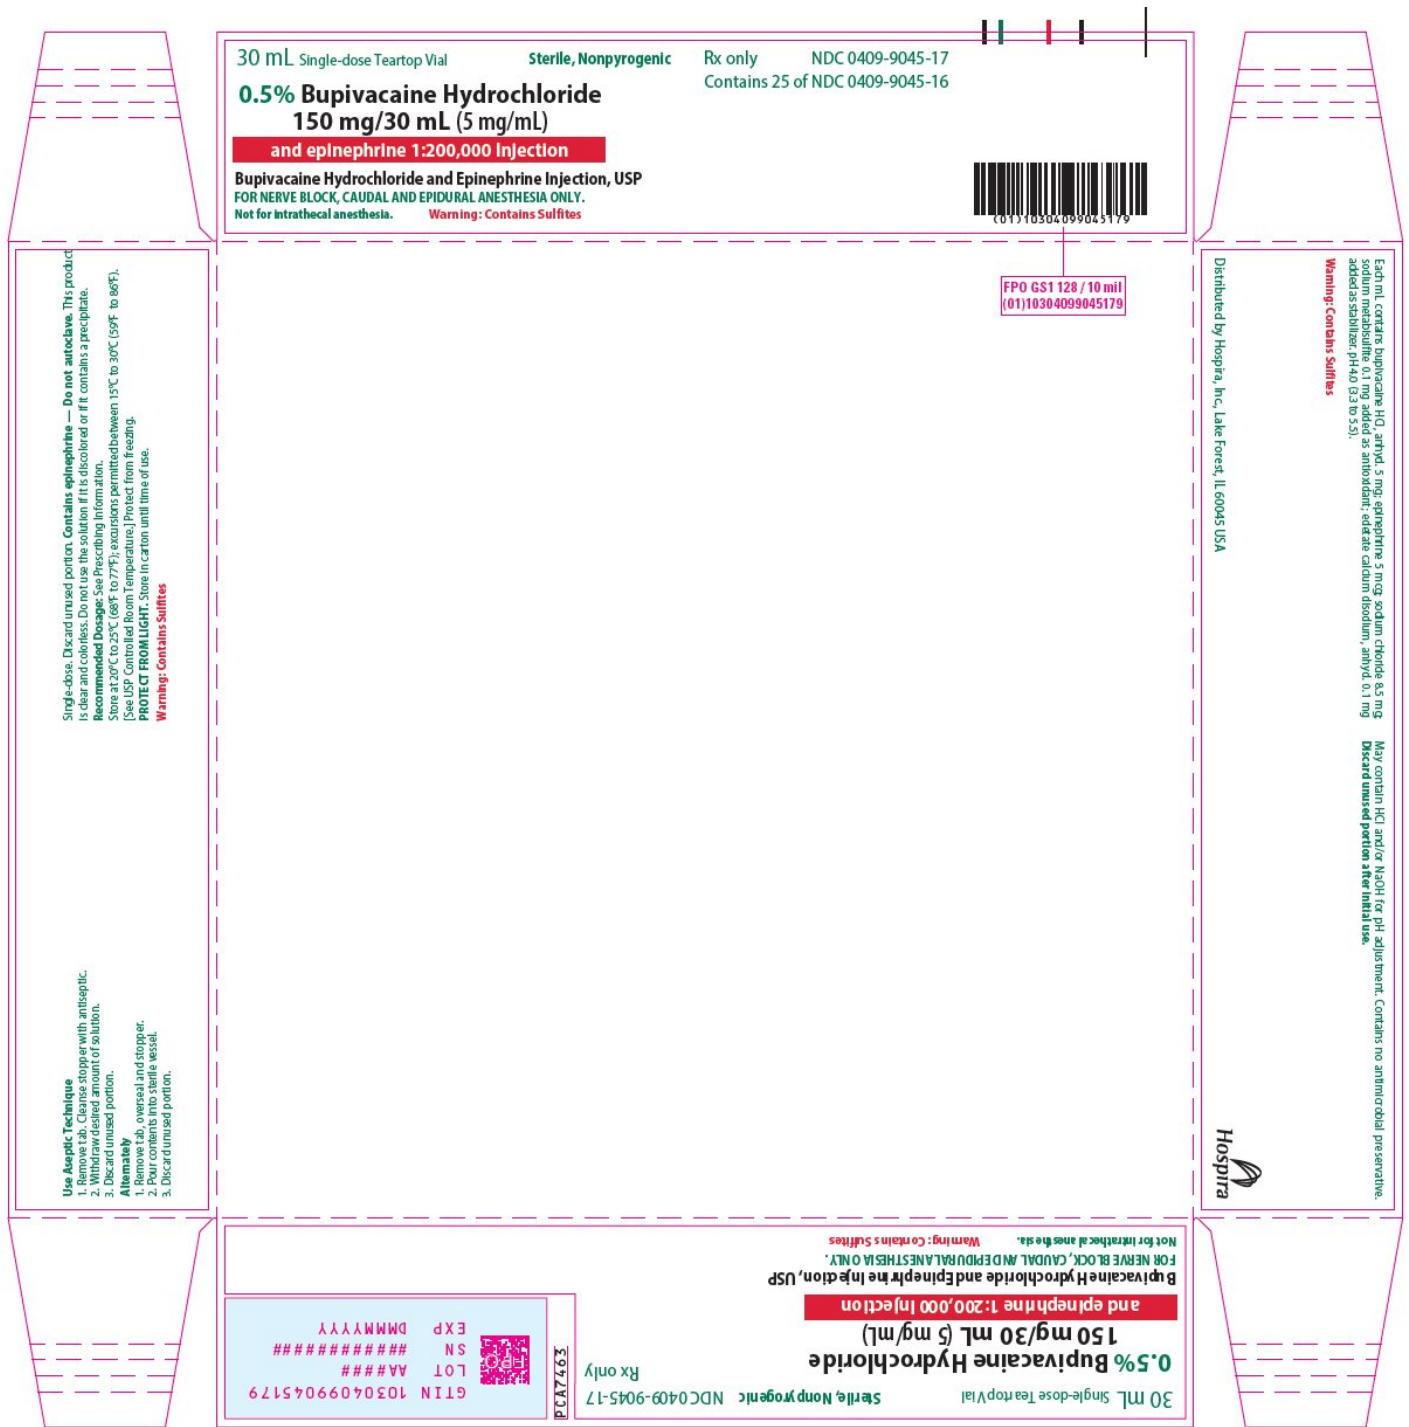 30 mL Single-dose Teartop Vial
Sterile, Nonpyrogenic
Rx only
NDC 0409-9045-17
Contains 25 of NDC 0409-9045-16
0.5% Bupivacaine Hydrochloride
150 mg/30 mL (5 mg/mL)
and epinephrine 1:200,000 Injection
Bupivacaine Hydrochloride and Epinephrine Injection, USP
FOR NERVE BLOCK, CAUDAL AND EPIDURAL ANESTHESIA ONLY.
Not for intrathecal anesthesia. Warning: Contains Sulfites
(01)10304099045179
FPO GS1 128 / 10 mil
(01)10304099045179
Single-dose. Discard unused portion. Contains epinephrine — Do not autoclave. This product
is clear and colorless. Do not use the solution if it is discolored or if it contains a precipitate.
Recommended Dosage: See Prescribing Information.
Store at 20°C to 25°C (68°F to 77°F); excursions permitted between 15°C to 30°C (59°F to 86°F).
[See USP Controlled Room Temperature.] Protect from freezing.
PROTECT FROM LIGHT. Store in carton until time of use.
Warning: Contains Sulfites
Use Aseptic Technique
1. Remove tab. Cleanse stopper with antiseptic.
2. Withdraw desired amount of solution.
3. Discard unused portion.
Alternately
1. Remove tab, overseal and stopper.
2. Pour contents into sterile vessel.
3. Discard unused portion.
Each mL contains bupivacaine HCl, anhyd. 5 mg; epinephrine 5 mcg; sodium chloride 8.5 mg;
sodium metabisulfite 0.1 mg added as antioxidant; edetate calcium disodium, anhyd. 0.1 mg
added as stabilizer. pH 4.0 (3.3 to 5.5).
Warning: Contains Sulfites
Distributed by Hospira, Inc., Lake Forest, IL 60045 USA
May contain HCl and/or NaOH for pH adjustment. Contains no antimicrobial preservative.
Discard unused portion after initial use.
Hospira
30 mL Single-dose Teartop Vial
Sterile, Nonpyrogenic
NDC 0409-9045-17
Rx only
0.5% Bupivacaine Hydrochloride
150 mg/30 mL (5 mg/mL)
and epinephrine 1:200,000 Injection
Bupivacaine Hydrochloride and Epinephrine Injection, USP
FOR NERVE BLOCK, CAUDAL AND EPIDURAL ANESTHESIA ONLY.
Not for intrathecal anesthesia. Warning: Contains Sulfites
PCA7463
FPO
GTIN 10304099045179
LOT AA#####
SN ############
EXP DMMMYYYY